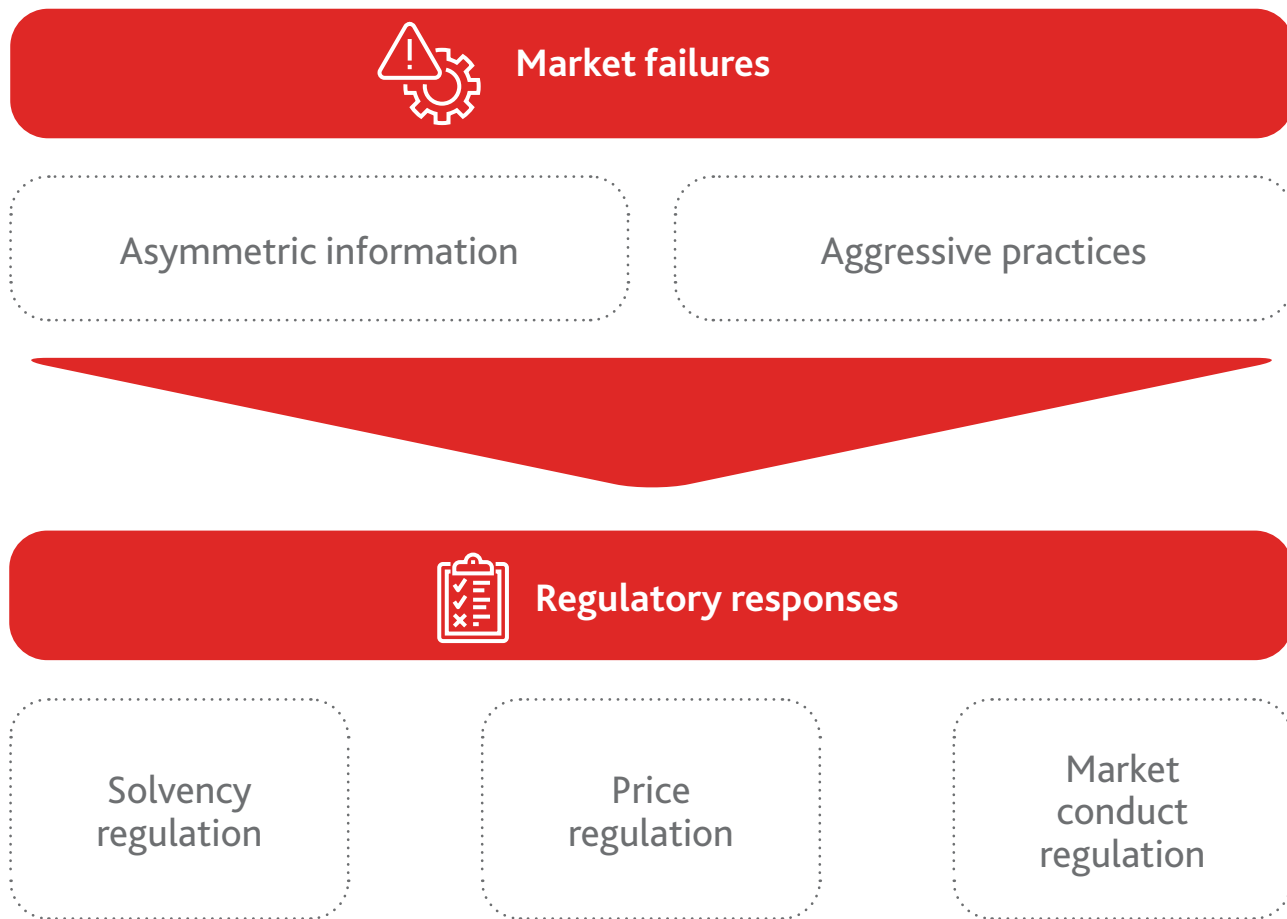 Market failures
Asymmetric information
Aggressive practices
Regulatory responses
Solvency
regulation
Price
regulation
Market
conduct
regulation